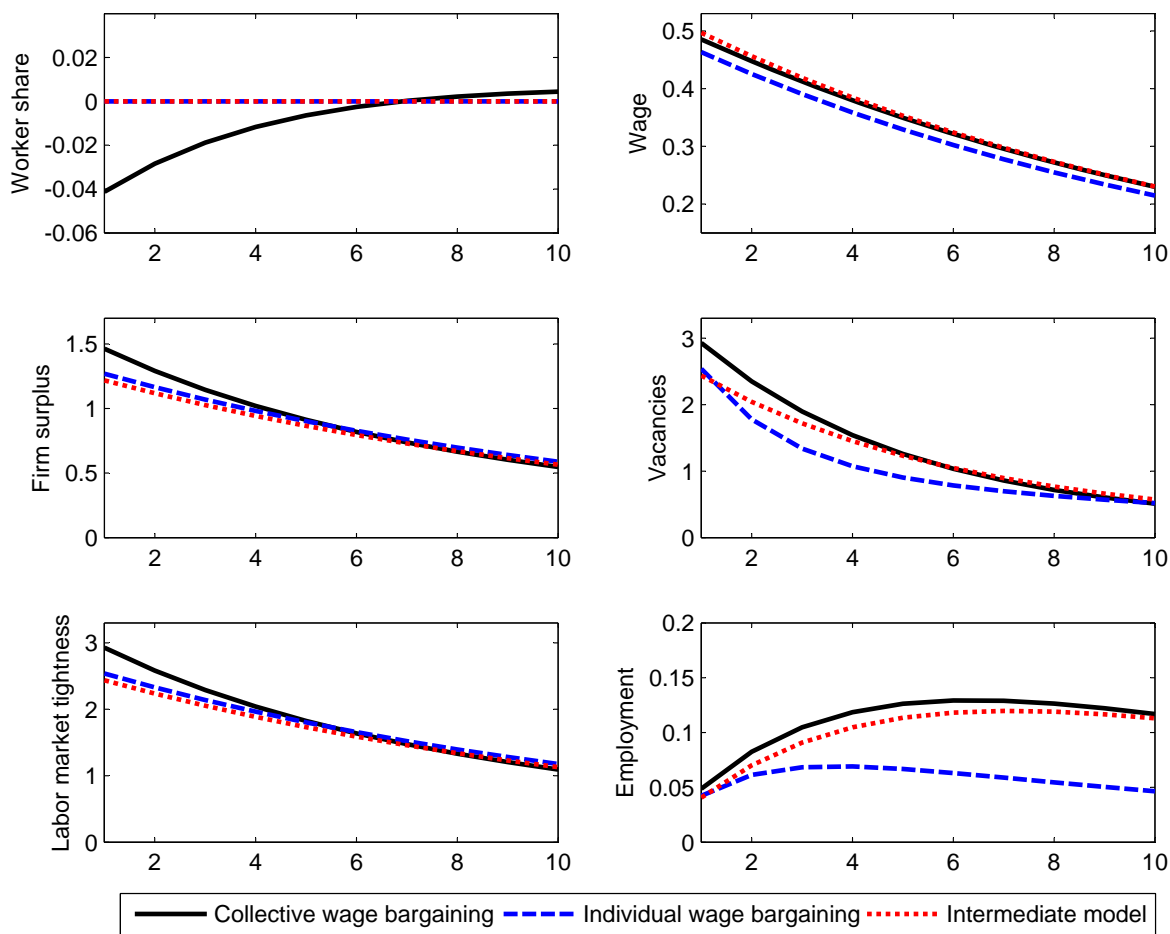 Worker share
0.02
0
-0.02
-0.04
-0.06
2 4 6 8 10
Wage
0.5
0.4
0.3
0.2
2 4 6 8 10
Firm surplus
1.5
1
0.5
0
2 4 6 8 10
Vacancies
3
2
1
0
2 4 6 8 10
Labor market tightness
3
2
1
0
2 4 6 8 10
Employment
0.2
0.15
0.1
0.05
0
2 4 6 8 10
Collective wage bargaining Individual wage bargaining Intermediate model